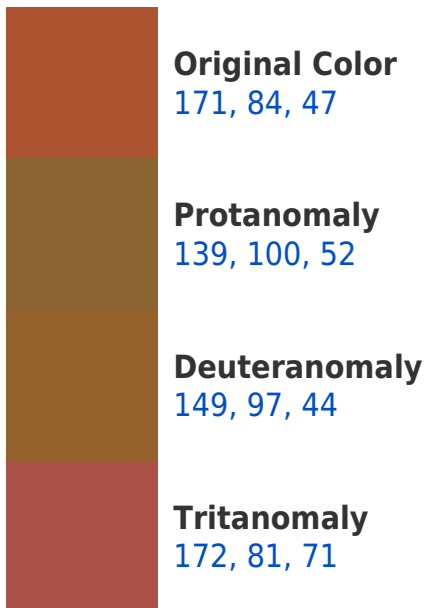 Original Color
171, 84, 47
Protanomaly
139, 100, 52
Deuteranomaly
149, 97, 44
Tritanomaly
172, 81, 71